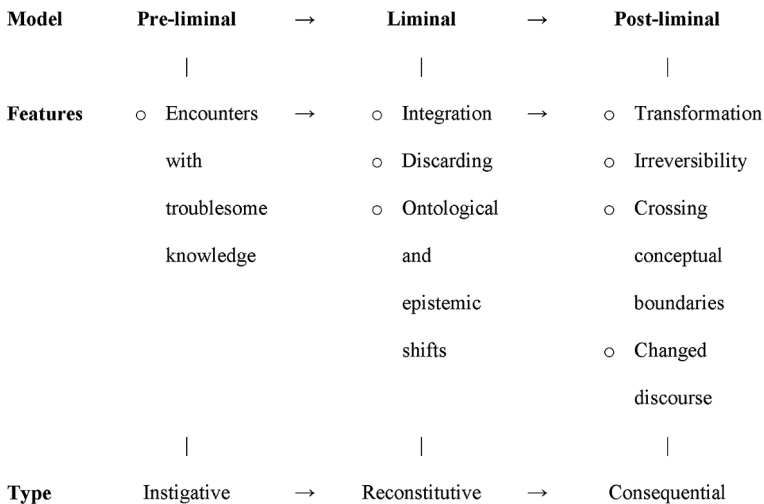 Model Pre-liminal → Liminal → Post-liminal
| | |
Features ○ Encounters → ○ Integration → ○ Transformation
with ○ Discarding ○ Irreversibility
troublesome ○ Ontological ○ Crossing
knowledge and conceptual
epistemic boundaries
shifts ○ Changed
discourse
| | |
Type Instigative → Reconstitutive → Consequential